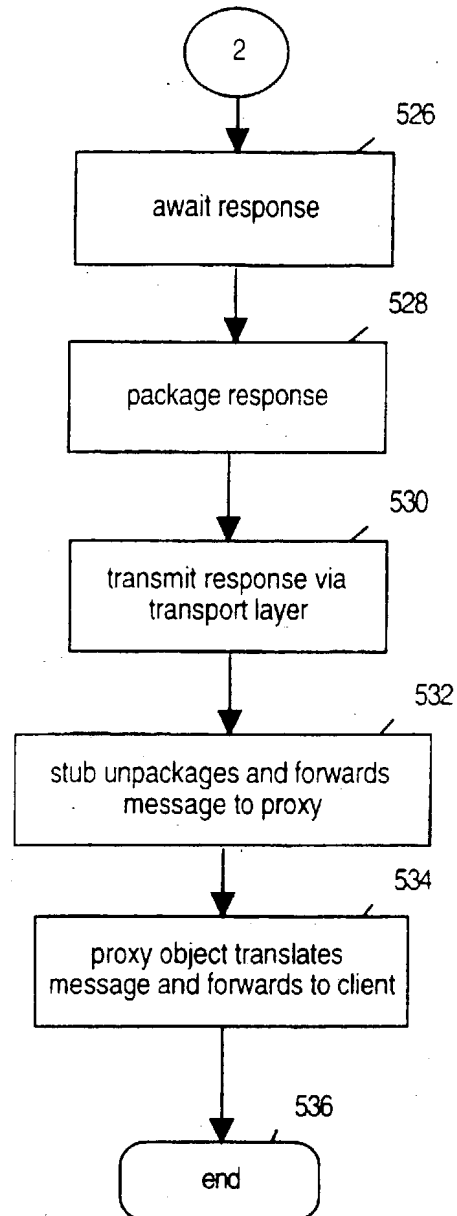 2
526
await response
528
package response
530
transmit response via
transport layer
532
stub unpackages and forwards
message to proxy
534
proxy object translates
message and forwards to client
536
end